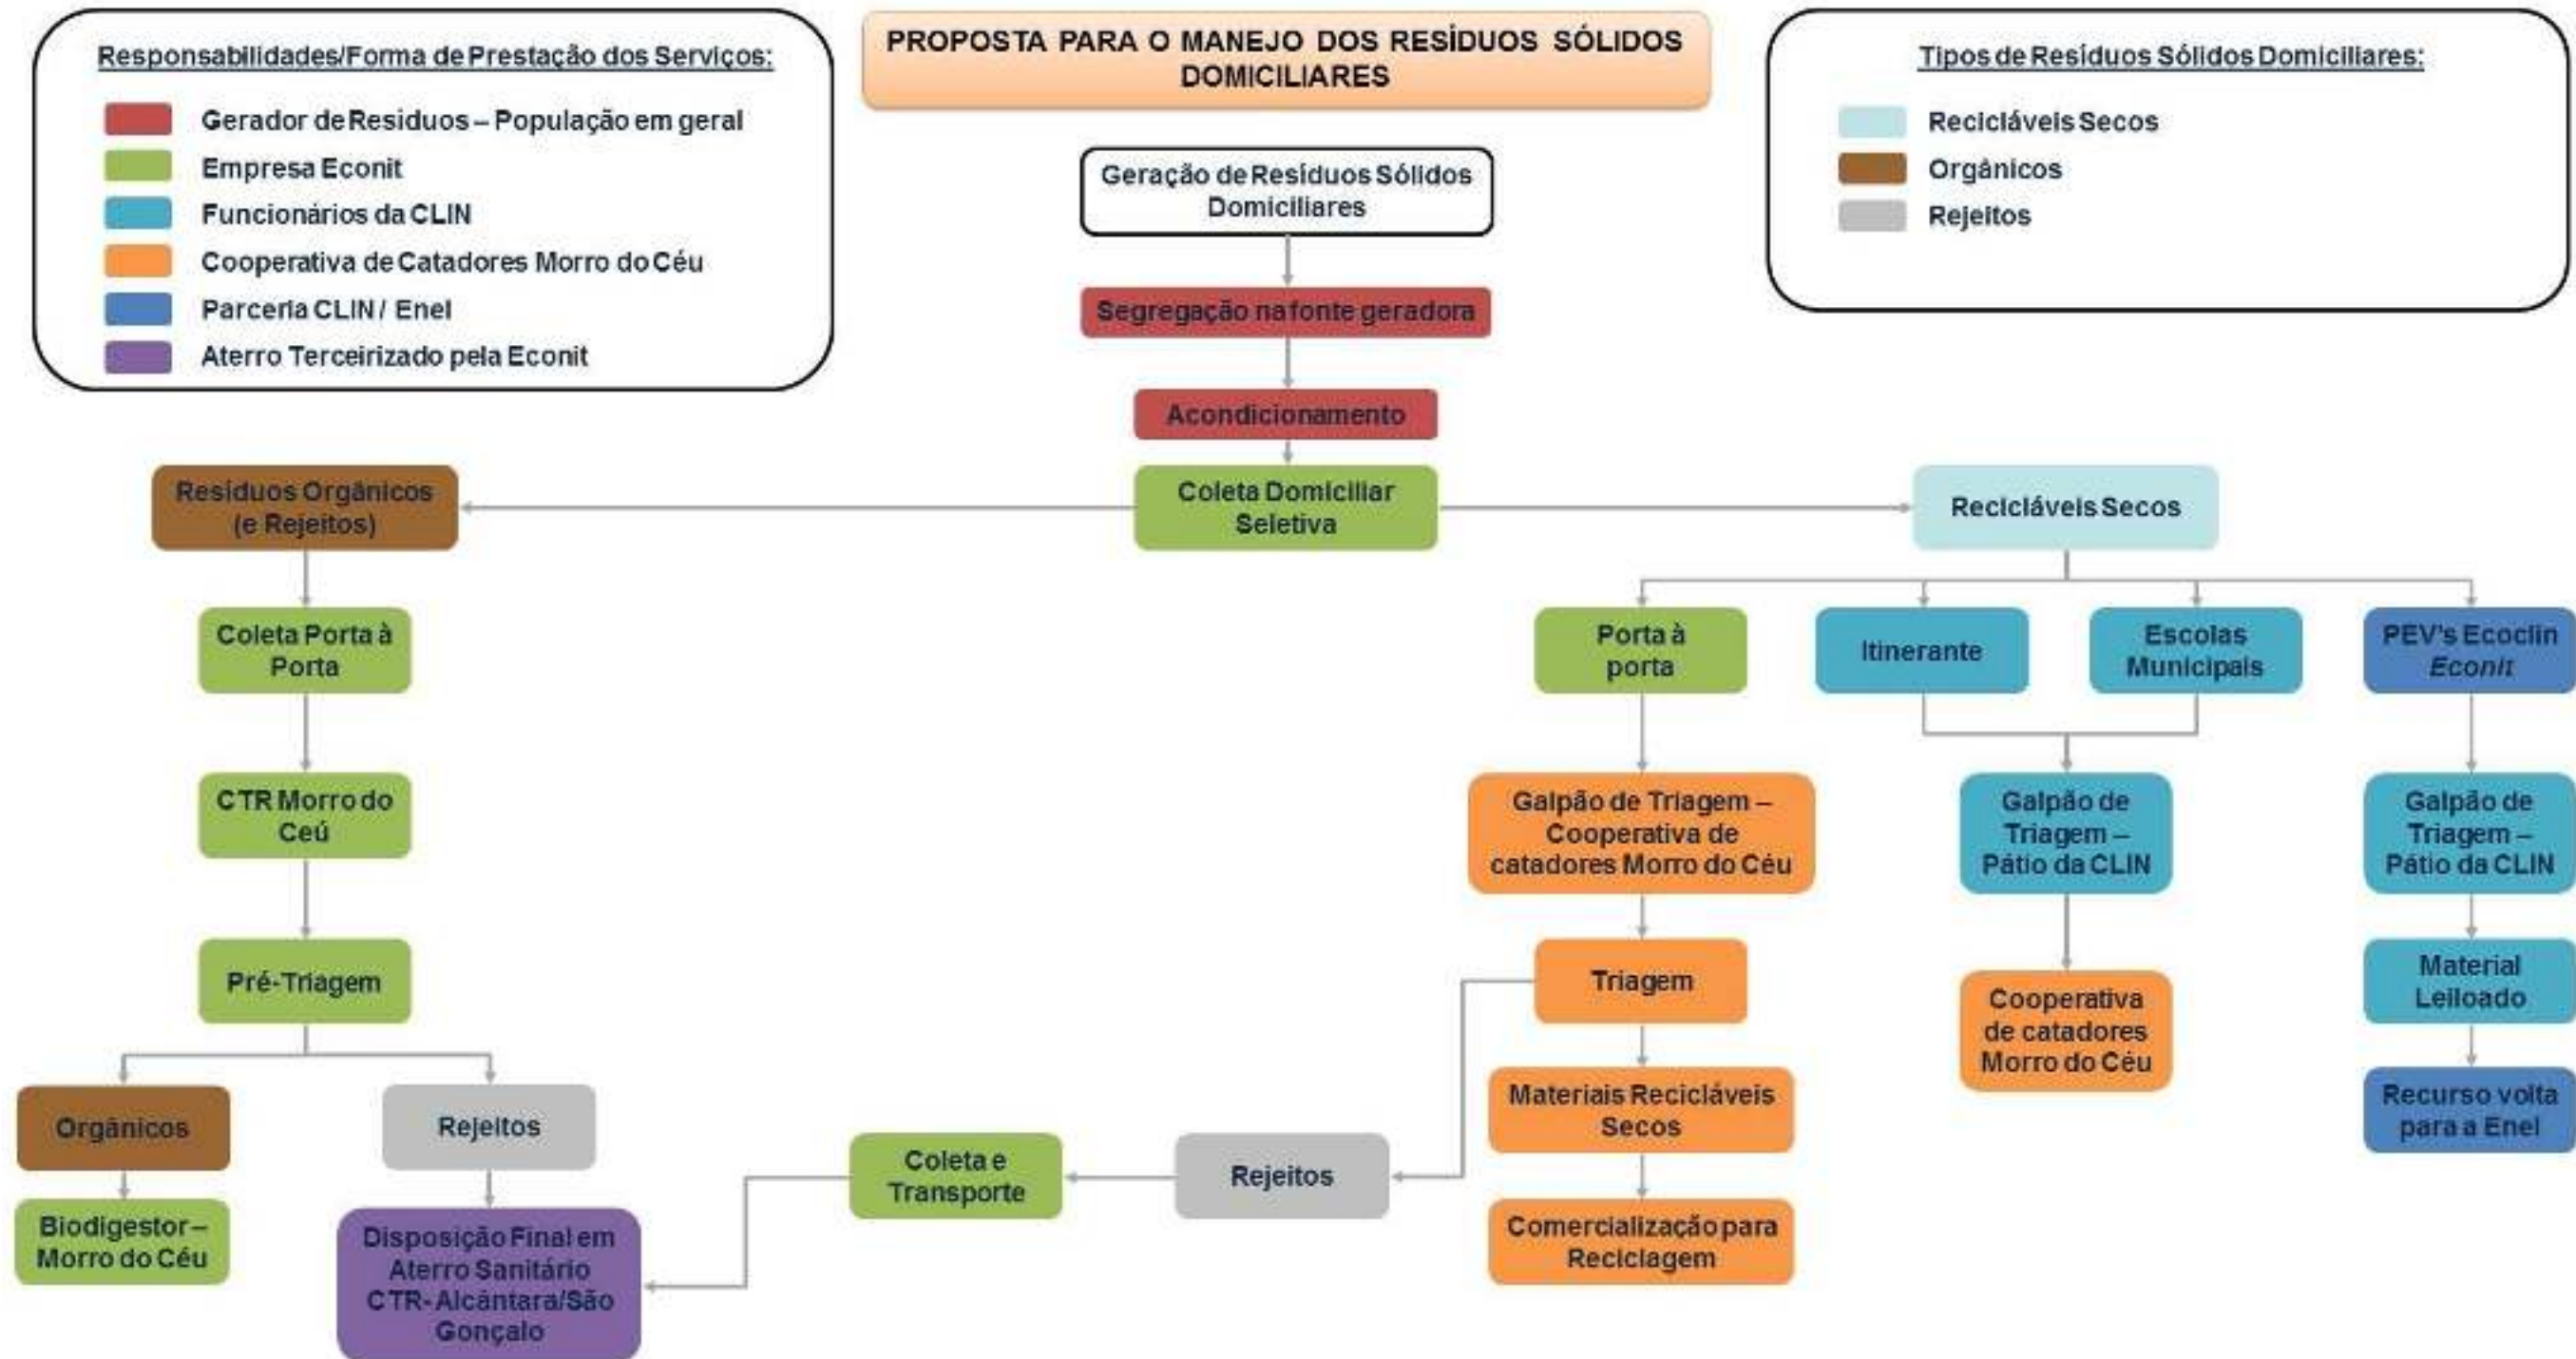 Responsabilidades/Forma de Prestação dos Serviços:
Gerador de Residuos – População em geral
Empresa Econit
Funcionários da CLIN
Cooperativa de Catadores Morro do Céu
Parceria CLIN / Enel
Aterro Terceirizado pela Econit
PROPOSTA PARA O MANEJO DOS RESÍDUOS SÓLIDOS
DOMICILIARES
Tipos de Resíduos Sólidos Domiciliares:
Recicláveis Secos
Orgânicos
Rejeitos
Geração de Resíduos Sólidos
Domiciliares
Segregação na fonte geradora
Acondicionamento
Coleta Domiciliar
Seletiva
Resíduos Orgânicos
(e Rejeitos)
Recicláveis Secos
Coleta Porta à
Porta
CTR Morro do
Ceú
Pré-Triagem
Orgânicos
Rejeitos
Biodigestor –
Morro do Céu
Disposição Final em
Aterro Sanitário
CTR- Alcântara/São
Gonçalo
Coleta e
Transporte
Rejeitos
Porta à
porta
Galpão de Triagem –
Cooperativa de
catadores Morro do Céu
Triagem
Materiais Recicláveis
Secos
Comercialização para
Reciclagem
Itinerante
Escolas
Municipais
Galpão de
Triagem –
Pátio da CLIN
Cooperativa
de catadores
Morro do Céu
PEV's Ecoclin
Econit
Galpão de
Triagem –
Pátio da CLIN
Material
Leiloado
Recurso volta
para a Enel